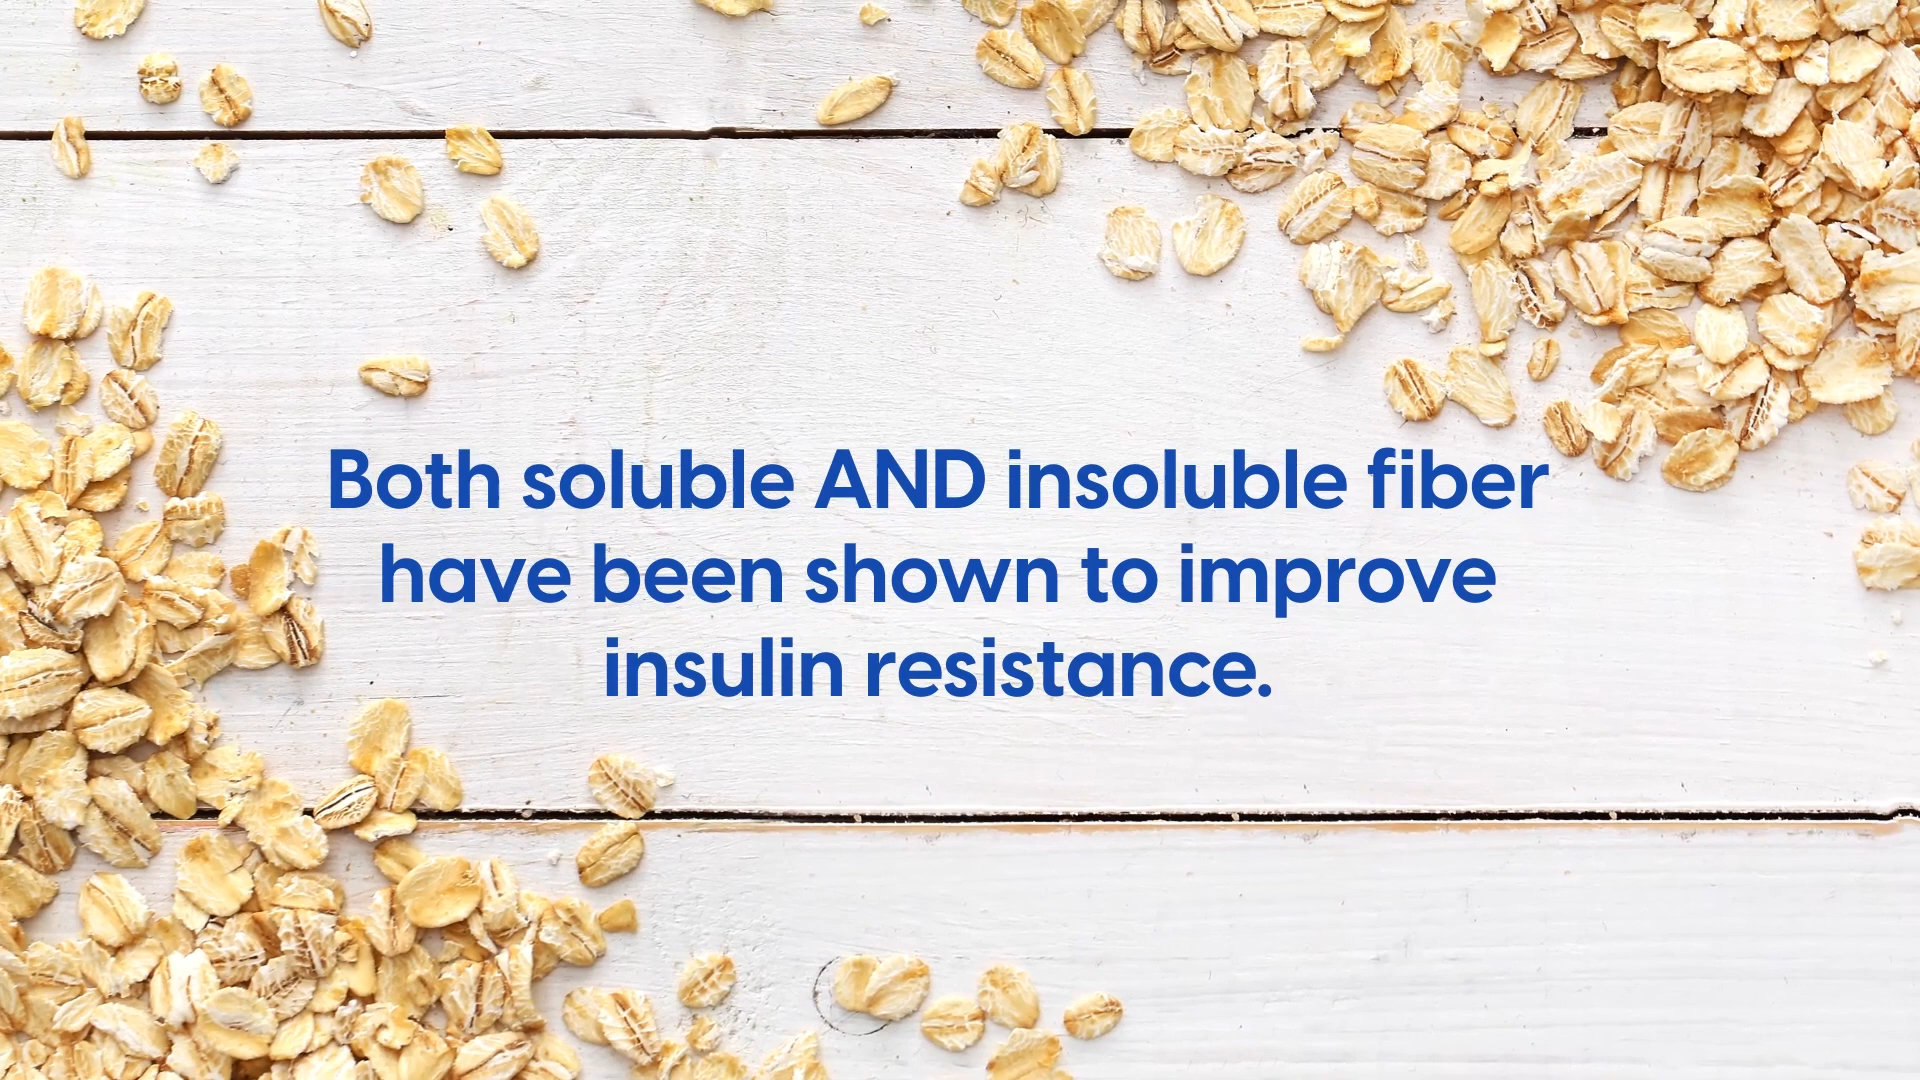 Both soluble AND insoluble fiber
have been shown to improve
insulin resistance.